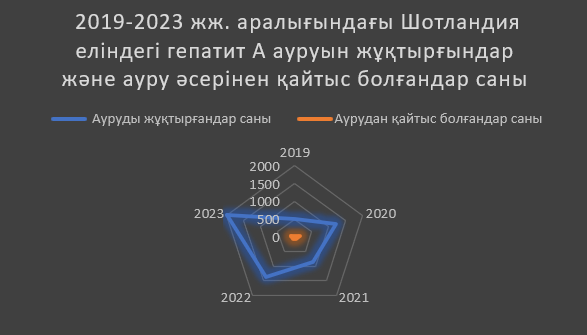 2019-2023 жж. аралығындағы Шотландия
еліндегі гепатит А ауруын жұқтырғындар
және ауру әсерінен қайтыс болғандар саны
Ауруды жұқтырғандар саны
Аурудан қайтыс болғандар саны
2019
2000
1500
1000
500
0
2020
2021
2022
2023